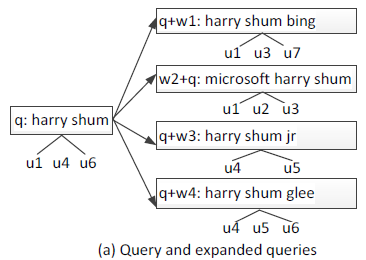 q+w1: harry shum bing
u1 u3 u7
w2+q: microsoft harry shum
u1 u2 u3
q: harry shum
u1 u4 u6
q+w3: harry shum jr
u4 u5
q+w4: harry shum glee
u4 u5 u6
(a) Query and expanded queries